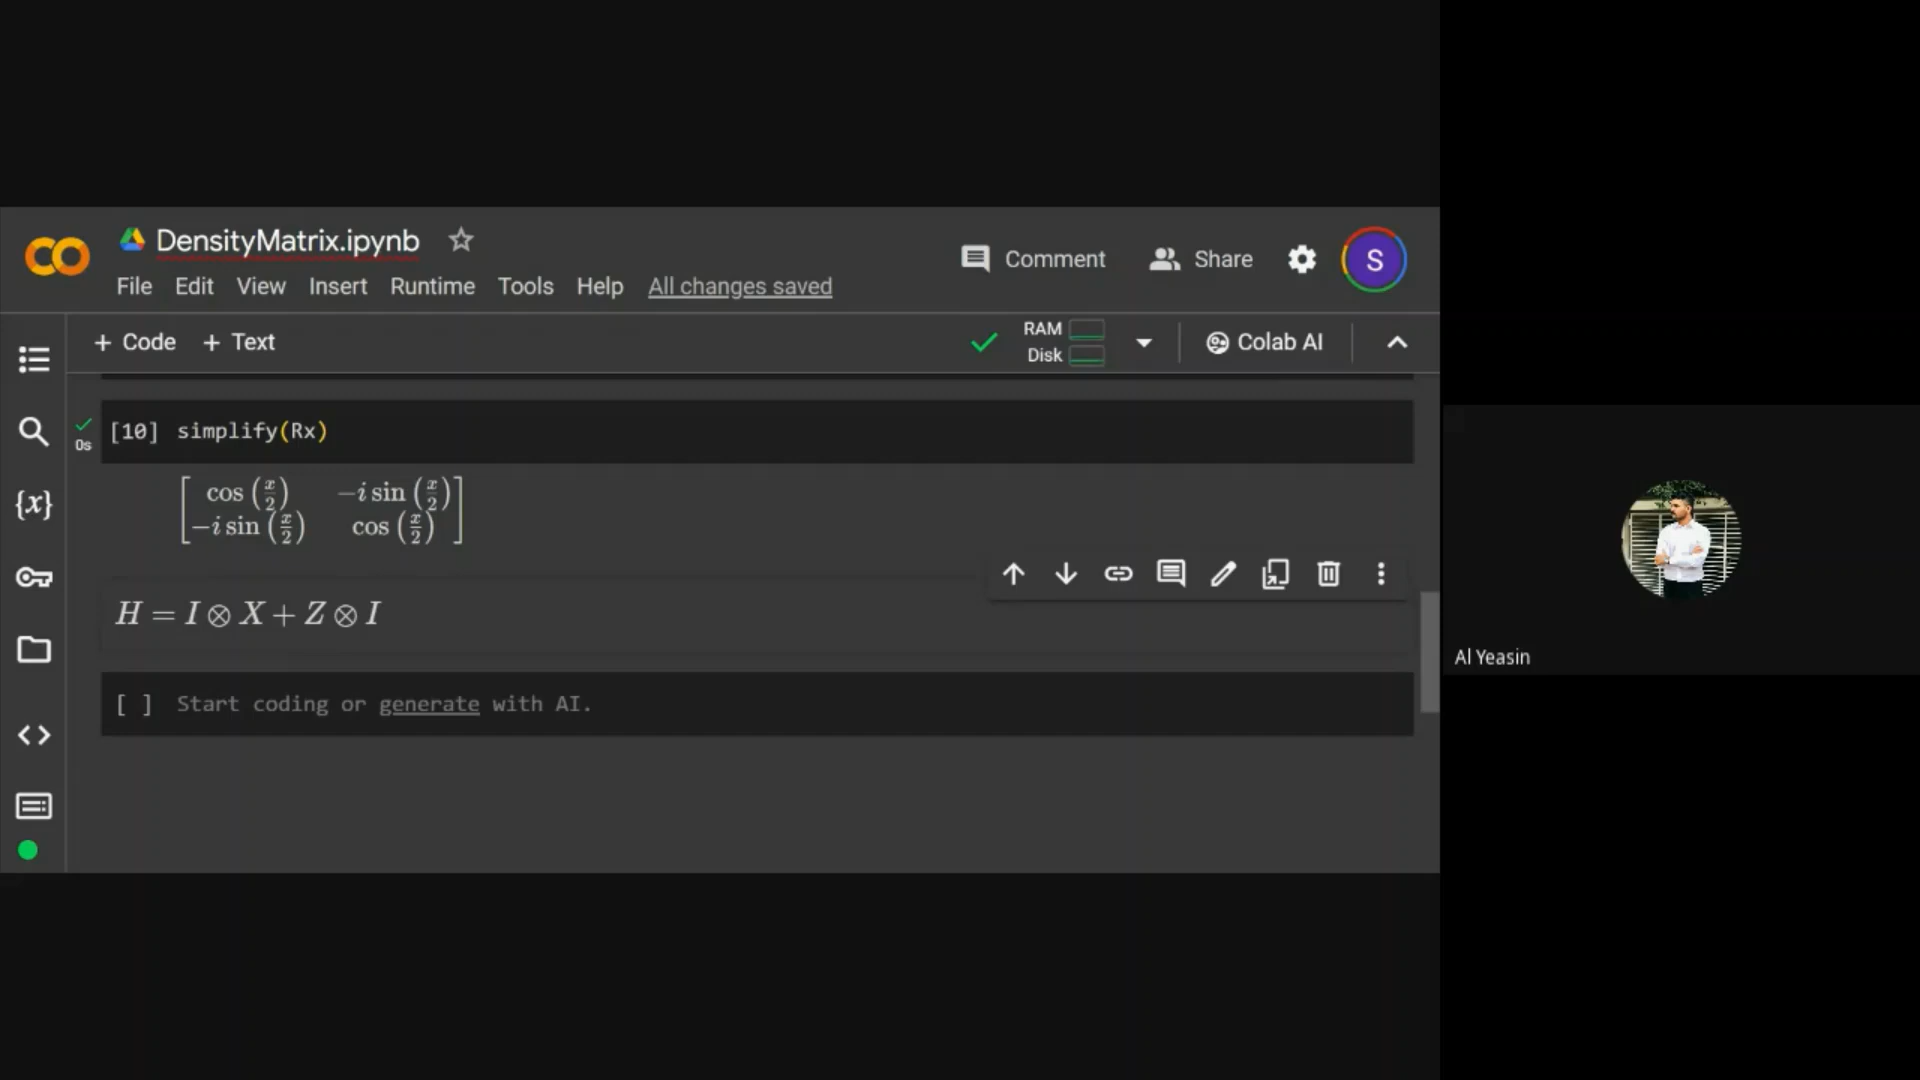 DensityMatrix.ipynb
Comment
Share
S
File Edit View Insert Runtime Tools Help All changes saved
+ Code + Text
RAM
Disk
Colab AI
[10] simplify(Rx)
0s
{x}
[ cos (x/2) −i sin (x/2) ]
[ −i sin (x/2) cos (x/2) ]
H = I ⊗ X + Z ⊗ I
[ ] Start coding or generate with AI.
Al Yeasin